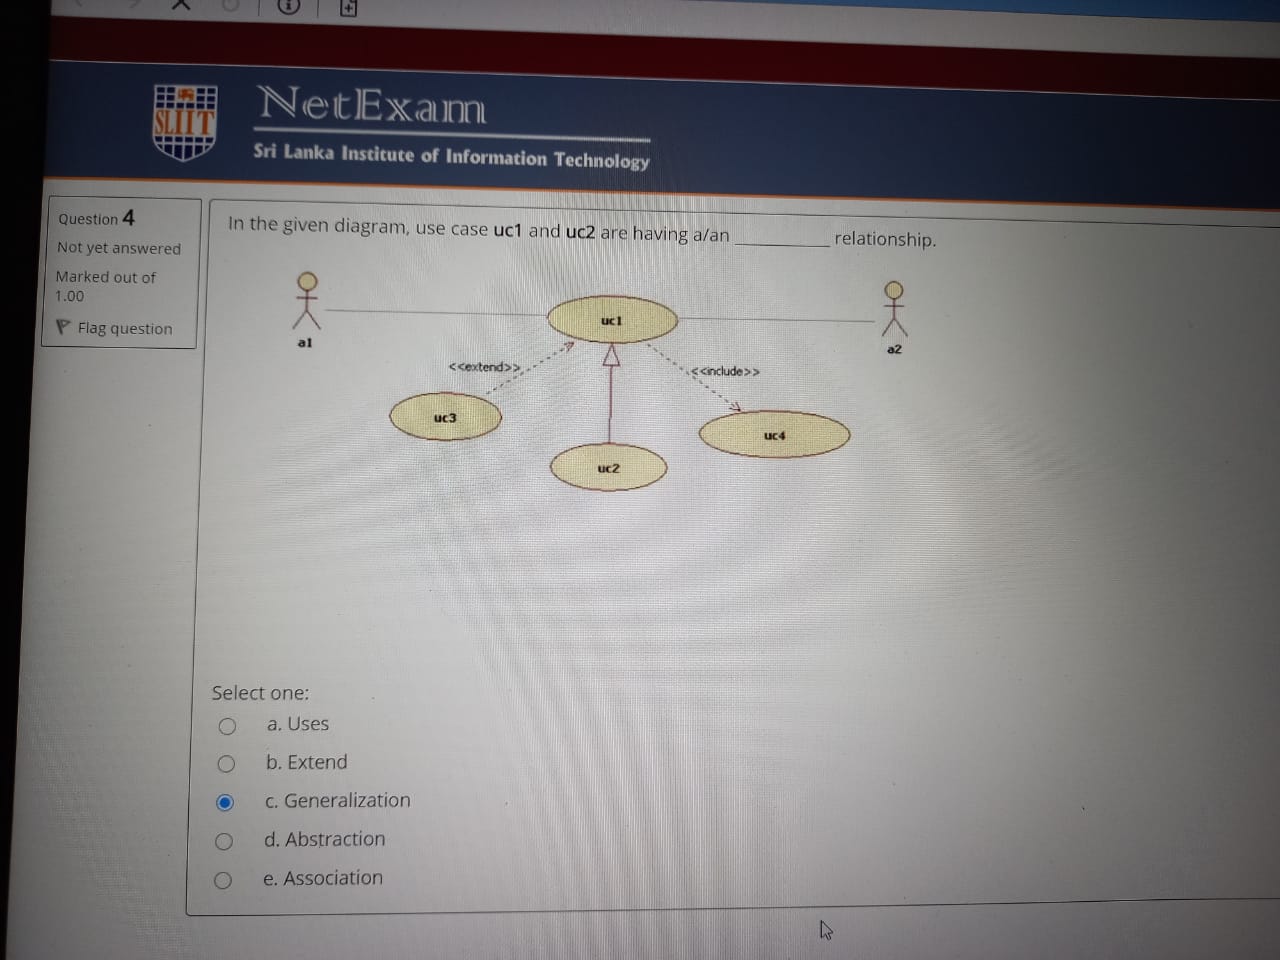 SLIIT
NetExam
Sri Lanka Institute of Information Technology
Question 4
Not yet answered
Marked out of
1.00
Flag question
In the given diagram, use case uc1 and uc2 are having a/an __________ relationship.
a1
uc1
a2
<<extend>>
<<include>>
uc3
uc4
uc2
Select one:
a. Uses
b. Extend
c. Generalization
d. Abstraction
e. Association